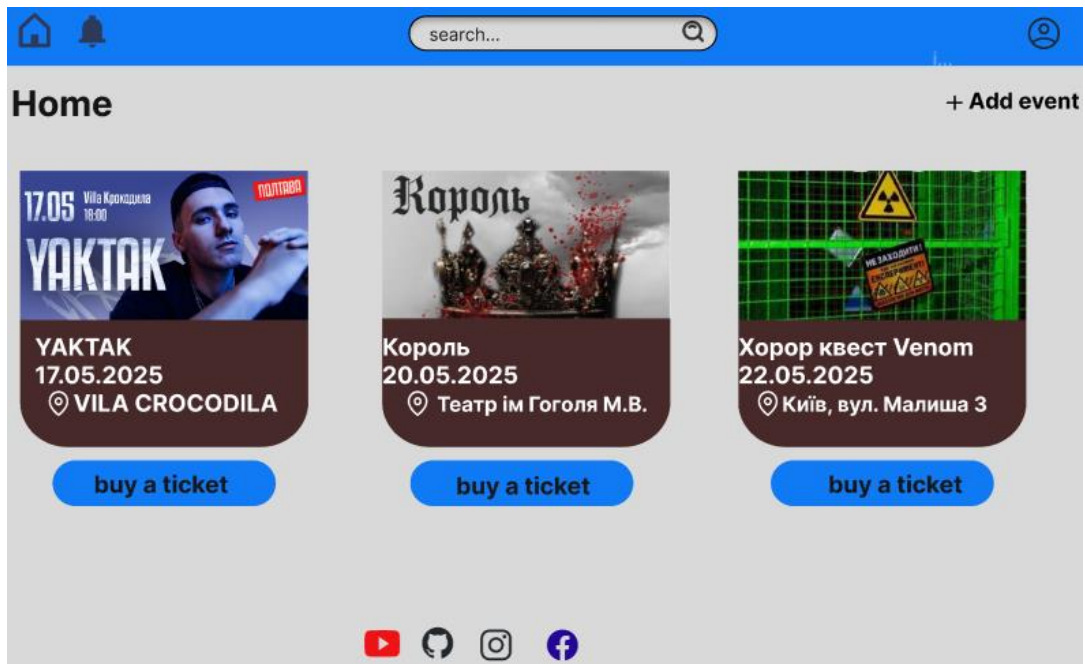 search...
Home
+ Add event
17.05 Villa Крокодила
18:00
ПОЛТАВА
YAKTAK
YAKTAK
17.05.2025
VILA CROCODILA
buy a ticket
Король
Король
20.05.2025
Театр ім Гоголя М.В.
buy a ticket
НЕ ЗАХОДИТИ!
ЕКСПЕРИМЕНТ!
Хорор квест Venom
22.05.2025
Київ, вул. Малиша 3
buy a ticket